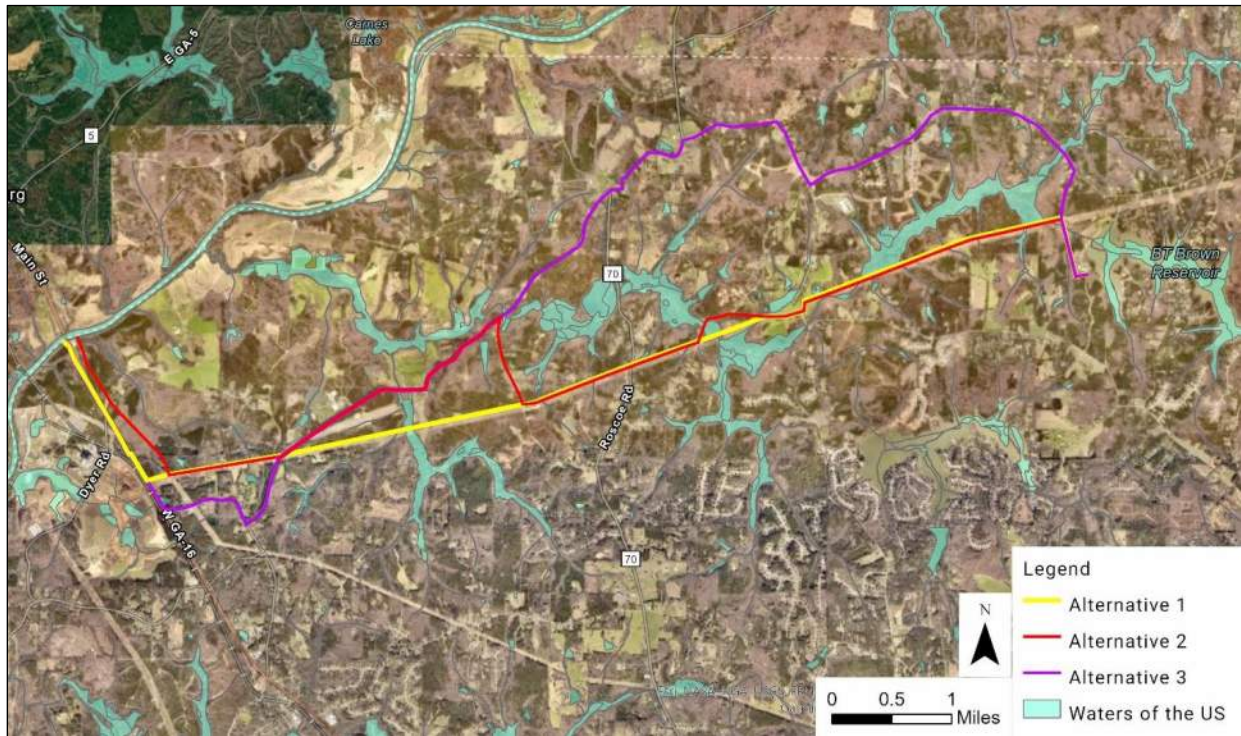 Carnes
Lake
E GA-5
5
rg
Main St
70
BT Brown
Reservoir
Roscoe Rd
Dyer Rd
W GA-16
70
Legend
Alternative 1
Alternative 2
Alternative 3
Waters of the US
N
0 0.5 1
Miles